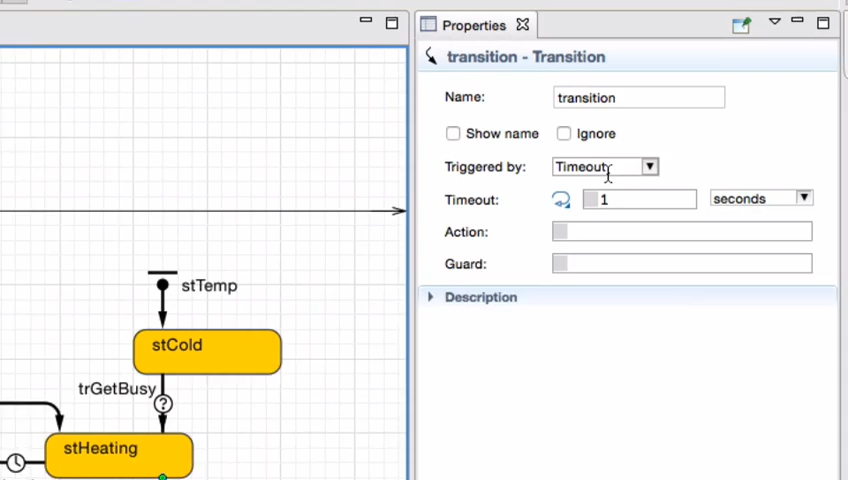 Properties
transition - Transition
Name: transition
Show name Ignore
Triggered by: Timeout
Timeout: 1 seconds
Action:
Guard:
Description
stTemp
stCold
trGetBusy
?
stHeating